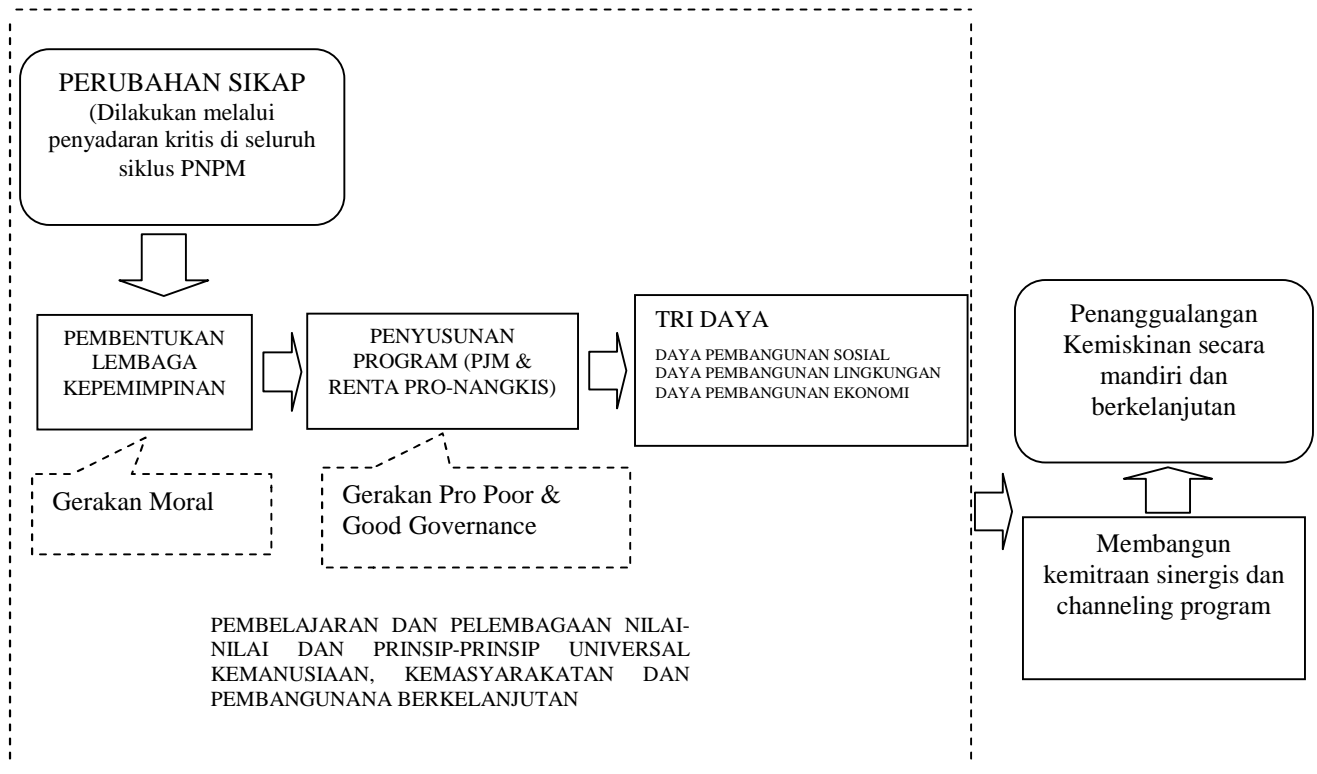 PERUBAHAN SIKAP
(Dilakukan melalui
penyadaran kritis di seluruh
siklus PNPM
PEMBENTUKAN
LEMBAGA
KEPEMIMPINAN
PENYUSUNAN
PROGRAM (PJM &
RENTA PRO-NANGKIS)
TRI DAYA
DAYA PEMBANGUNAN SOSIAL
DAYA PEMBANGUNAN LINGKUNGAN
DAYA PEMBANGUNAN EKONOMI
Gerakan Moral
Gerakan Pro Poor &
Good Governance
PEMBELAJARAN DAN PELEMBAGAAN NILAI-
NILAI DAN PRINSIP-PRINSIP UNIVERSAL
KEMANUSIAAN, KEMASYARAKATAN DAN
PEMBANGUNANA BERKELANJUTAN
Penanggualangan
Kemiskinan secara
mandiri dan
berkelanjutan
Membangun
kemitraan sinergis dan
channeling program